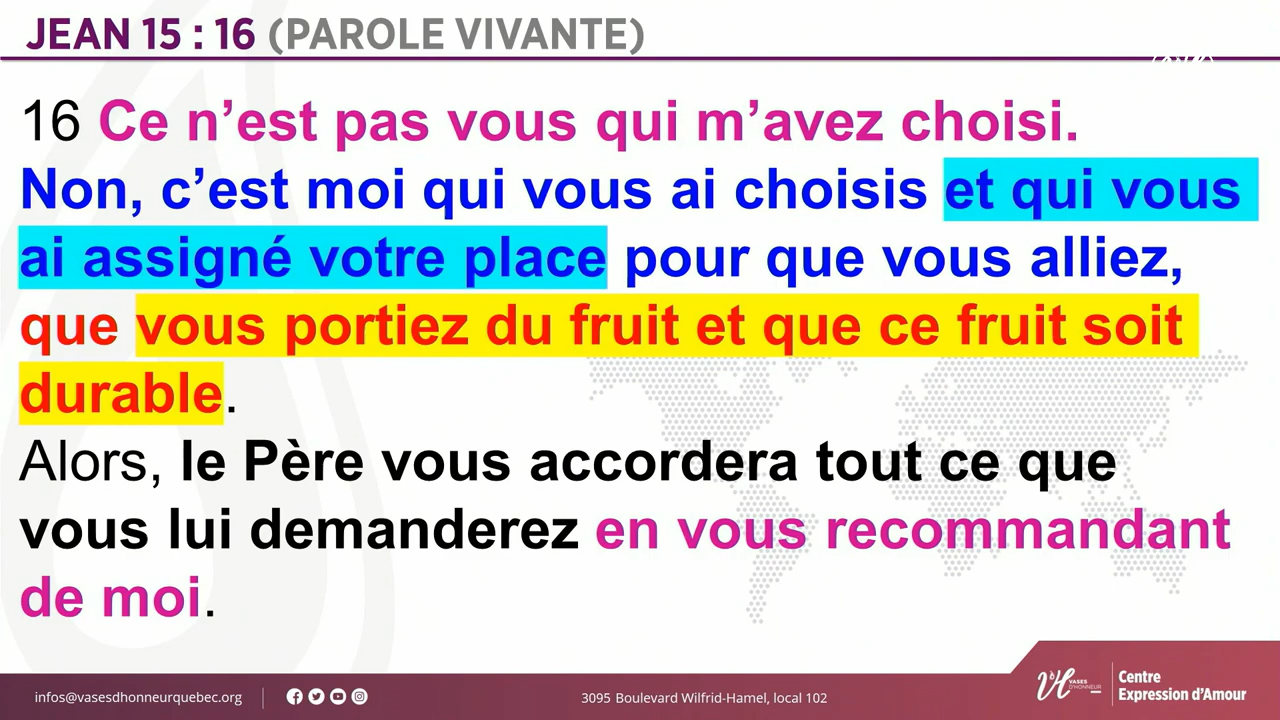 JEAN 15 : 16 (PAROLE VIVANTE)
16 Ce n’est pas vous qui m’avez choisi.
Non, c’est moi qui vous ai choisis et qui vous
ai assigné votre place pour que vous alliez,
que vous portiez du fruit et que ce fruit soit
durable.
Alors, le Père vous accordera tout ce que
vous lui demanderez en vous recommandant
de moi.
infos@vasesdhonneurquebec.org
3095 Boulevard Wilfrid-Hamel, local 102
VASES
D'HONNEUR
Centre
Expression d’Amour